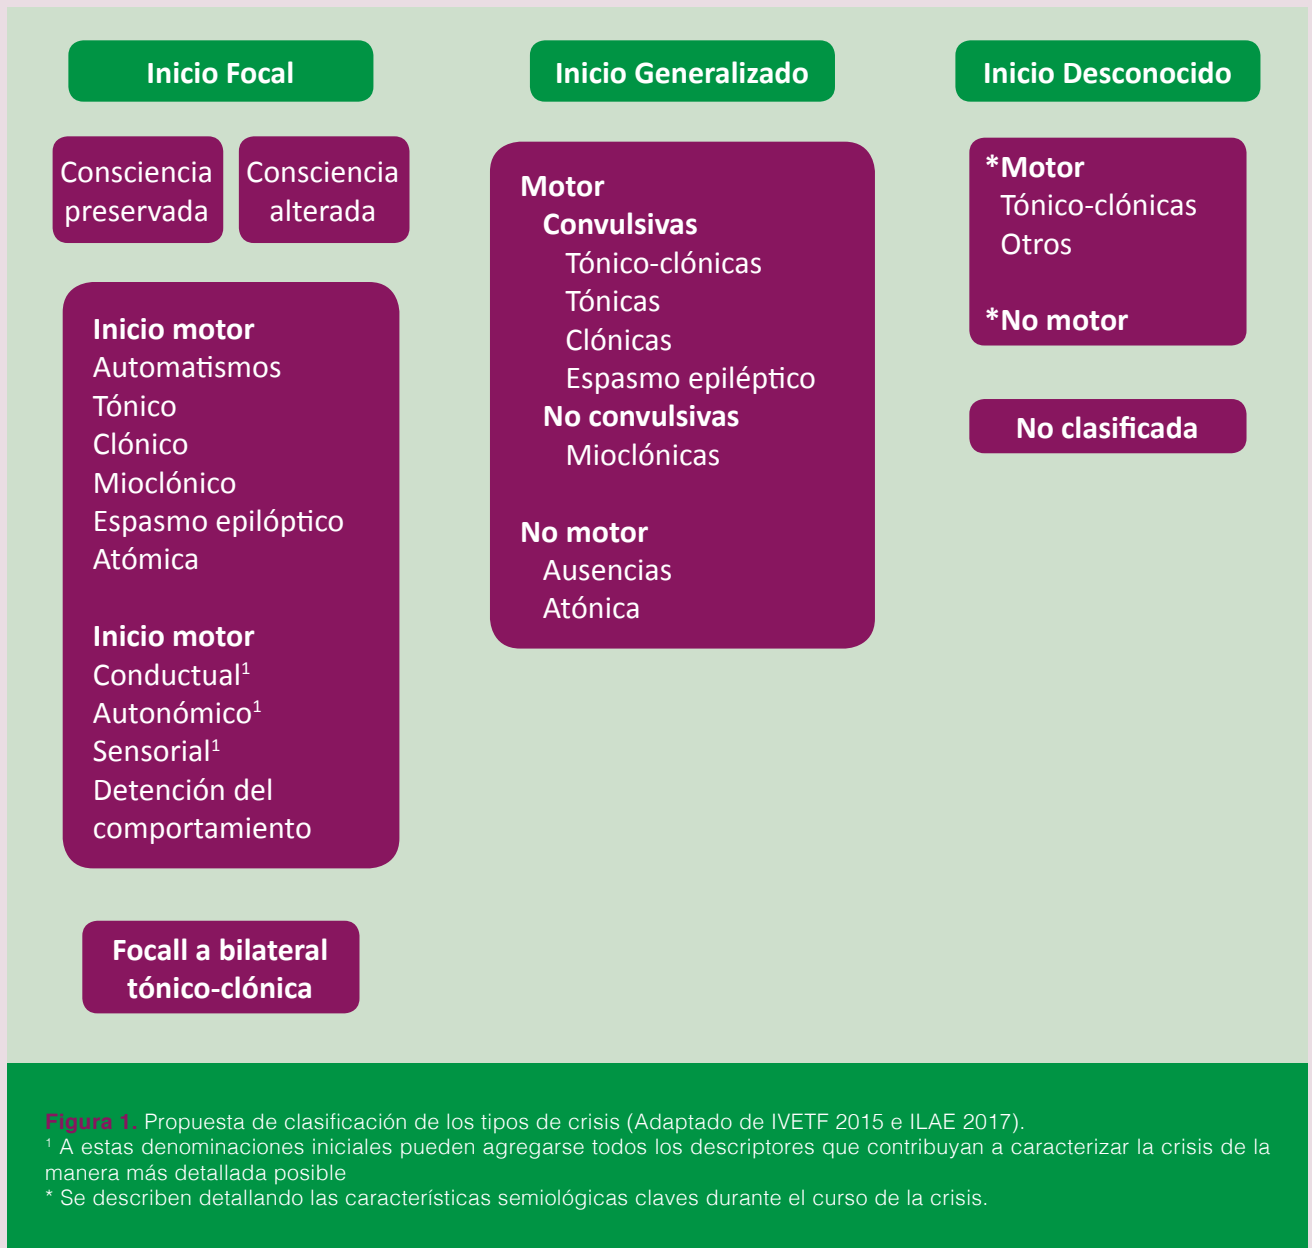 Inicio Focal
Consciencia
preservada
Consciencia
alterada
Inicio motor
Automatismos
Tónico
Clónico
Mioclónico
Espasmo epilóptico
Atómica
Inicio motor
Conductual¹
Autonómico¹
Sensorial¹
Detención del
comportamiento
Focall a bilateral
tónico-clónica
Inicio Generalizado
Motor
Convulsivas
Tónico-clónicas
Tónicas
Clónicas
Espasmo epiléptico
No convulsivas
Mioclónicas
No motor
Ausencias
Atónica
Inicio Desconocido
*Motor
Tónico-clónicas
Otros
*No motor
No clasificada
Figura 1. Propuesta de clasificación de los tipos de crisis (Adaptado de IVETF 2015 e ILAE 2017).
¹ A estas denominaciones iniciales pueden agregarse todos los descriptores que contribuyan a caracterizar la crisis de la
manera más detallada posible
* Se describen detallando las características semiológicas claves durante el curso de la crisis.